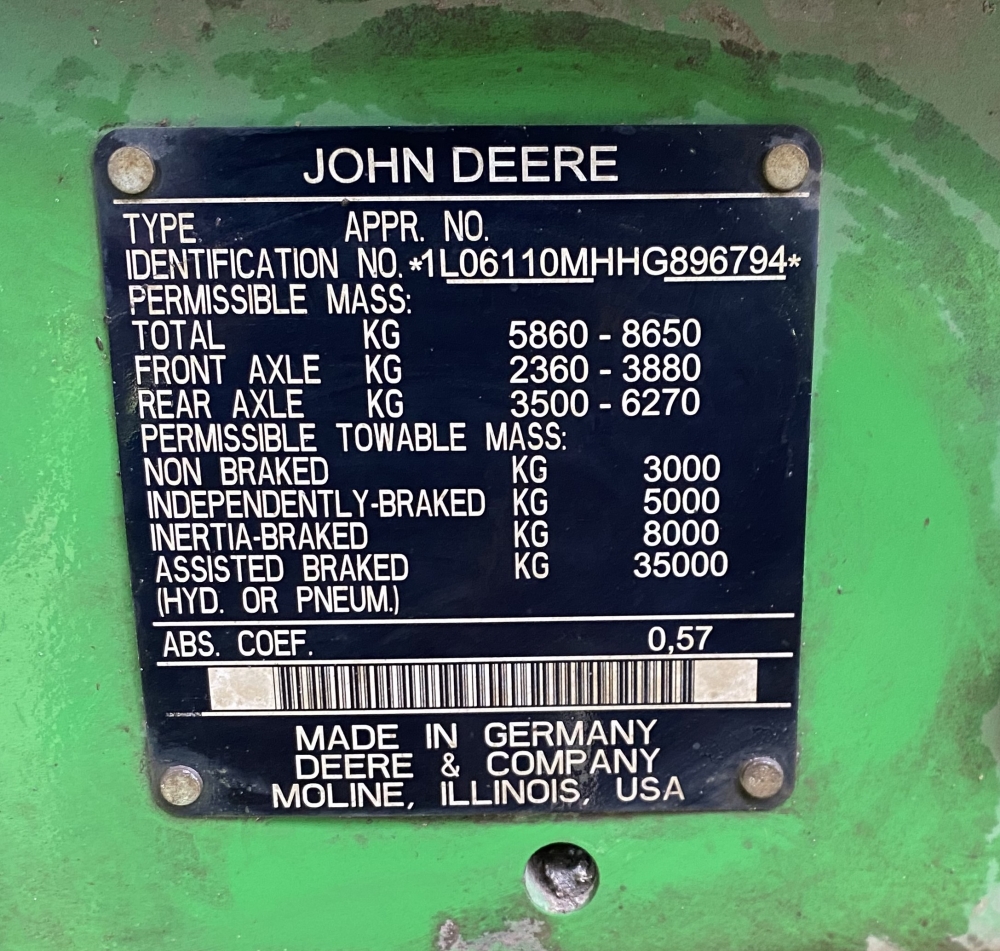 JOHN DEERE
TYPE APPR. NO.
IDENTIFICATION NO. *1L06110MHHG896794*
PERMISSIBLE MASS:
TOTAL KG 5860 - 8650
FRONT AXLE KG 2360 - 3880
REAR AXLE KG 3500 - 6270
PERMISSIBLE TOWABLE MASS:
NON BRAKED KG 3000
INDEPENDENTLY-BRAKED KG 5000
INERTIA-BRAKED KG 8000
ASSISTED BRAKED KG 35000
(HYD. OR PNEUM.)
ABS. COEF. 0,57
MADE IN GERMANY
DEERE & COMPANY
MOLINE, ILLINOIS, USA